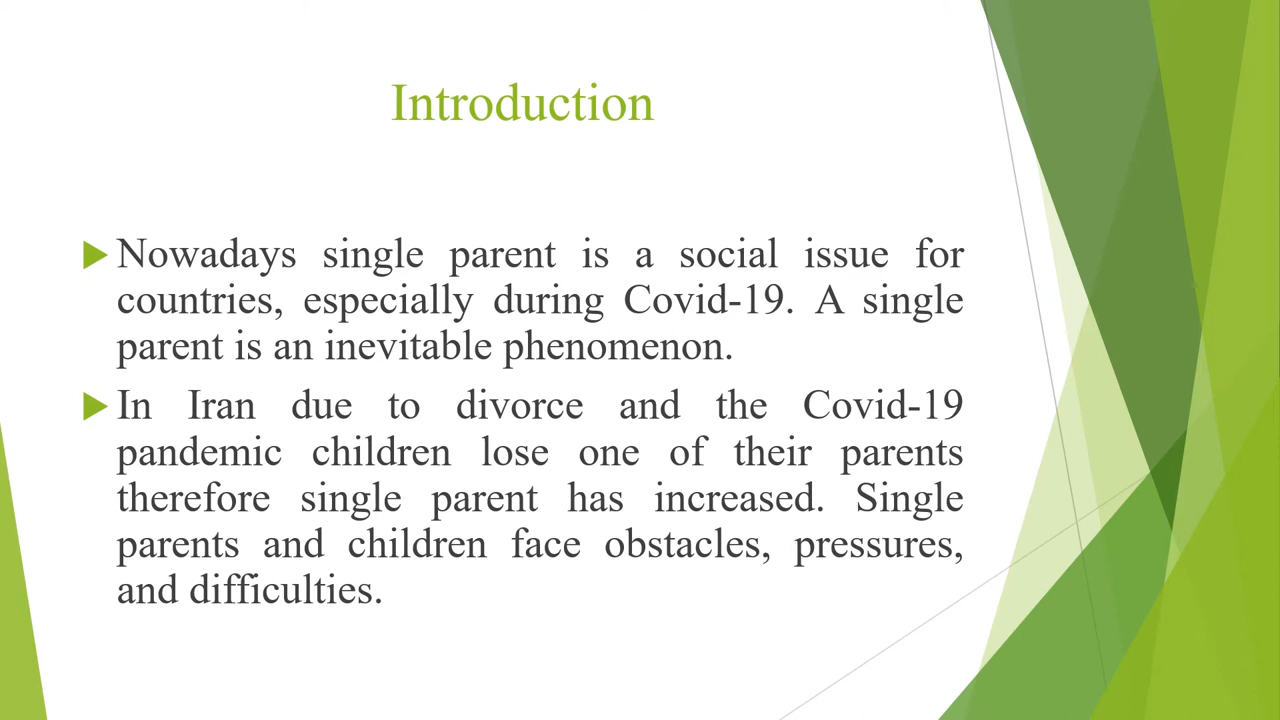 Introduction
Nowadays single parent is a social issue for
countries, especially during Covid-19. A single
parent is an inevitable phenomenon.
In Iran due to divorce and the Covid-19
pandemic children lose one of their parents
therefore single parent has increased. Single
parents and children face obstacles, pressures,
and difficulties.